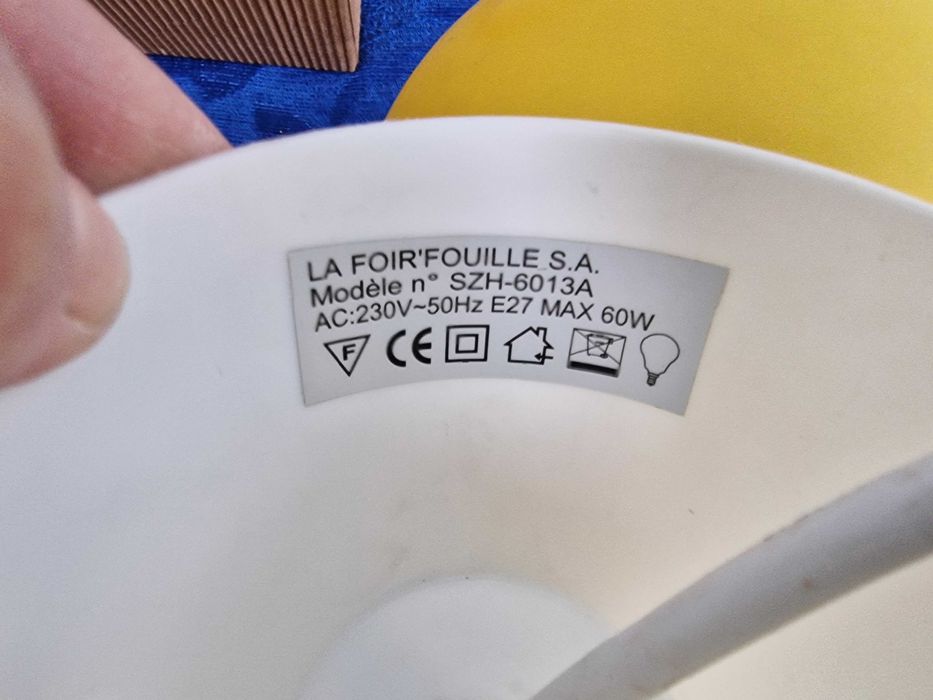 LA FOIR'FOUILLE S.A.
Modèle n° SZH-6013A
AC:230V~50Hz E27 MAX 60W
F CE